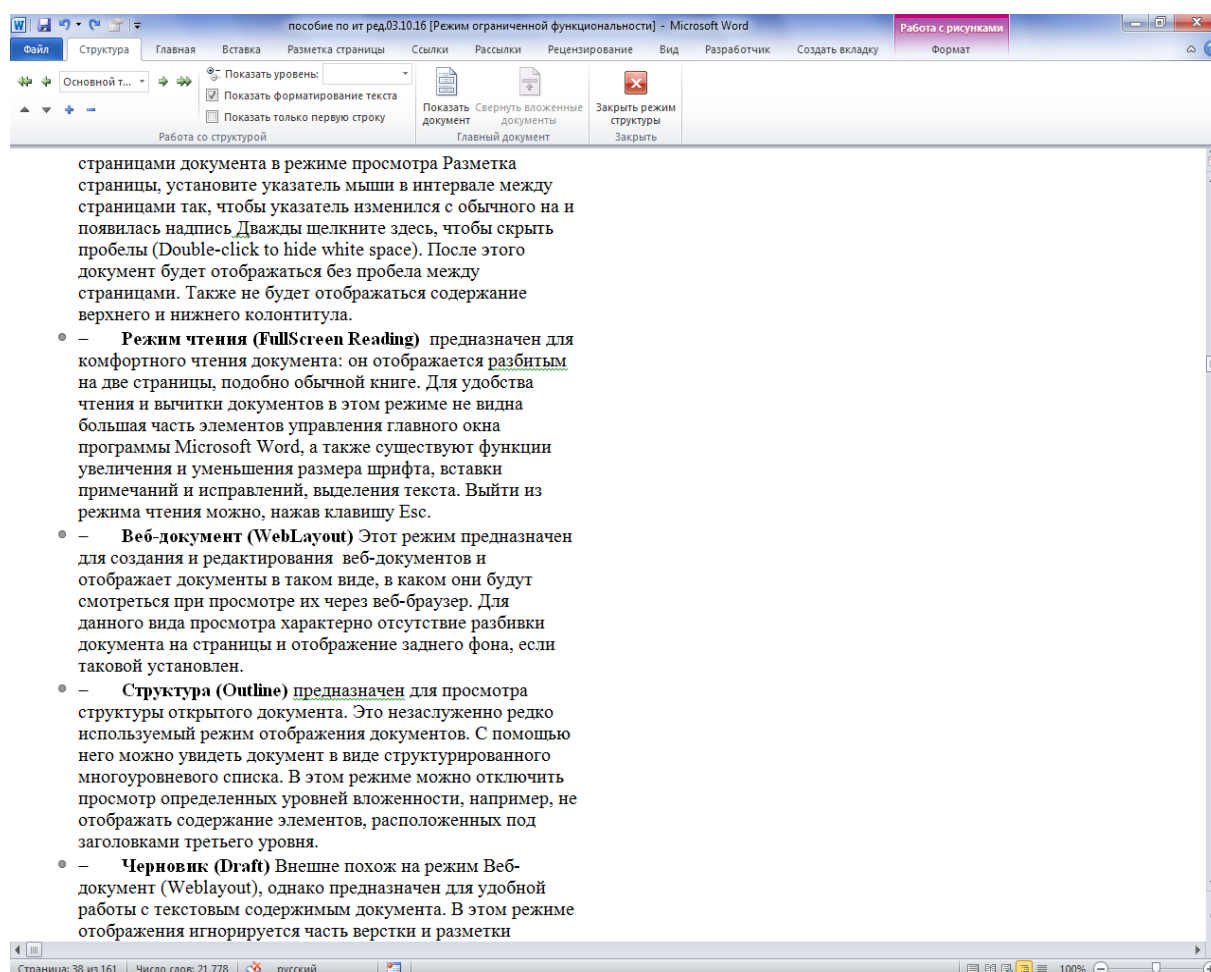 пособие по ит ред.03.10.16 [Режим ограниченной функциональности] - Microsoft Word
Работа с рисунками
Файл Структура Главная Вставка Разметка страницы Ссылки Рассылки Рецензирование Вид Разработчик Создать вкладку Формат
Основной т...
Показать уровень:
Показать форматирование текста
Показать только первую строку
Работа со структурой
Показать документ
Свернуть вложенные документы
Главный документ
Закрыть режим структуры
Закрыть
страницами документа в режиме просмотра Разметка
страницы, установите указатель мыши в интервале между
страницами так, чтобы указатель изменился с обычного на и
появилась надпись Дважды щелкните здесь, чтобы скрыть
пробелы (Double-click to hide white space). После этого
документ будет отображаться без пробела между
страницами. Также не будет отображаться содержание
верхнего и нижнего колонтитула.
– Режим чтения (FullScreen Reading) предназначен для
комфортного чтения документа: он отображается разбитым
на две страницы, подобно обычной книге. Для удобства
чтения и вычитки документов в этом режиме не видна
большая часть элементов управления главного окна
программы Microsoft Word, а также существуют функции
увеличения и уменьшения размера шрифта, вставки
примечаний и исправлений, выделения текста. Выйти из
режима чтения можно, нажав клавишу Esc.
– Веб-документ (WebLayout) Этот режим предназначен
для создания и редактирования веб-документов и
отображает документы в таком виде, в каком они будут
смотреться при просмотре их через веб-браузер. Для
данного вида просмотра характерно отсутствие разбивки
документа на страницы и отображение заднего фона, если
таковой установлен.
– Структура (Outline) предназначен для просмотра
структуры открытого документа. Это незаслуженно редко
используемый режим отображения документов. С помощью
него можно увидеть документ в виде структурированного
многоуровневого списка. В этом режиме можно отключить
просмотр определенных уровней вложенности, например, не
отображать содержание элементов, расположенных под
заголовками третьего уровня.
– Черновик (Draft) Внешне похож на режим Веб-
документ (Weblayout), однако предназначен для удобной
работы с текстовым содержимым документа. В этом режиме
отображения игнорируется часть верстки и разметки
Страница: 38 из 161 Число слов: 21 778 русский 100%